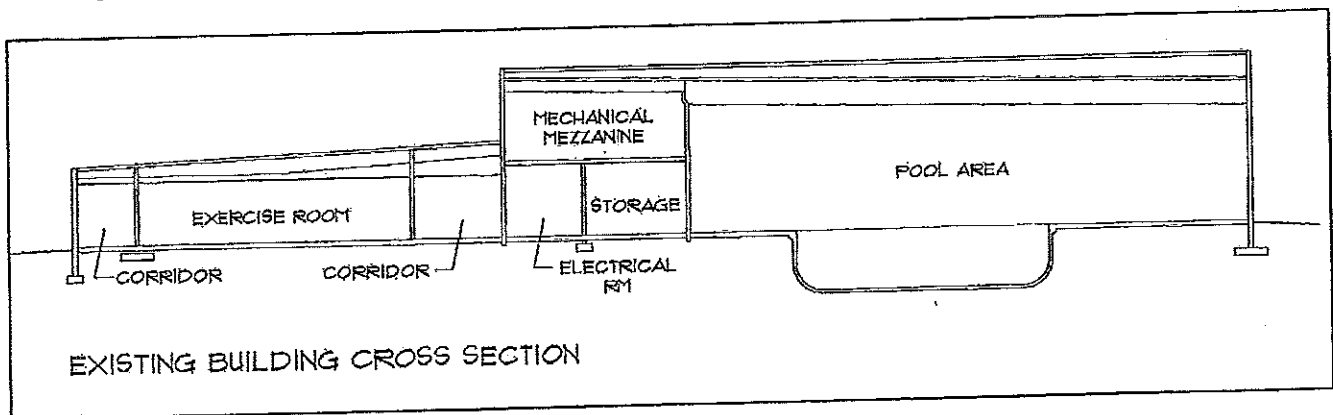 MECHANICAL
MEZZANINE
POOL AREA
EXERCISE ROOM
STORAGE
CORRIDOR
CORRIDOR
ELECTRICAL
RM
EXISTING BUILDING CROSS SECTION